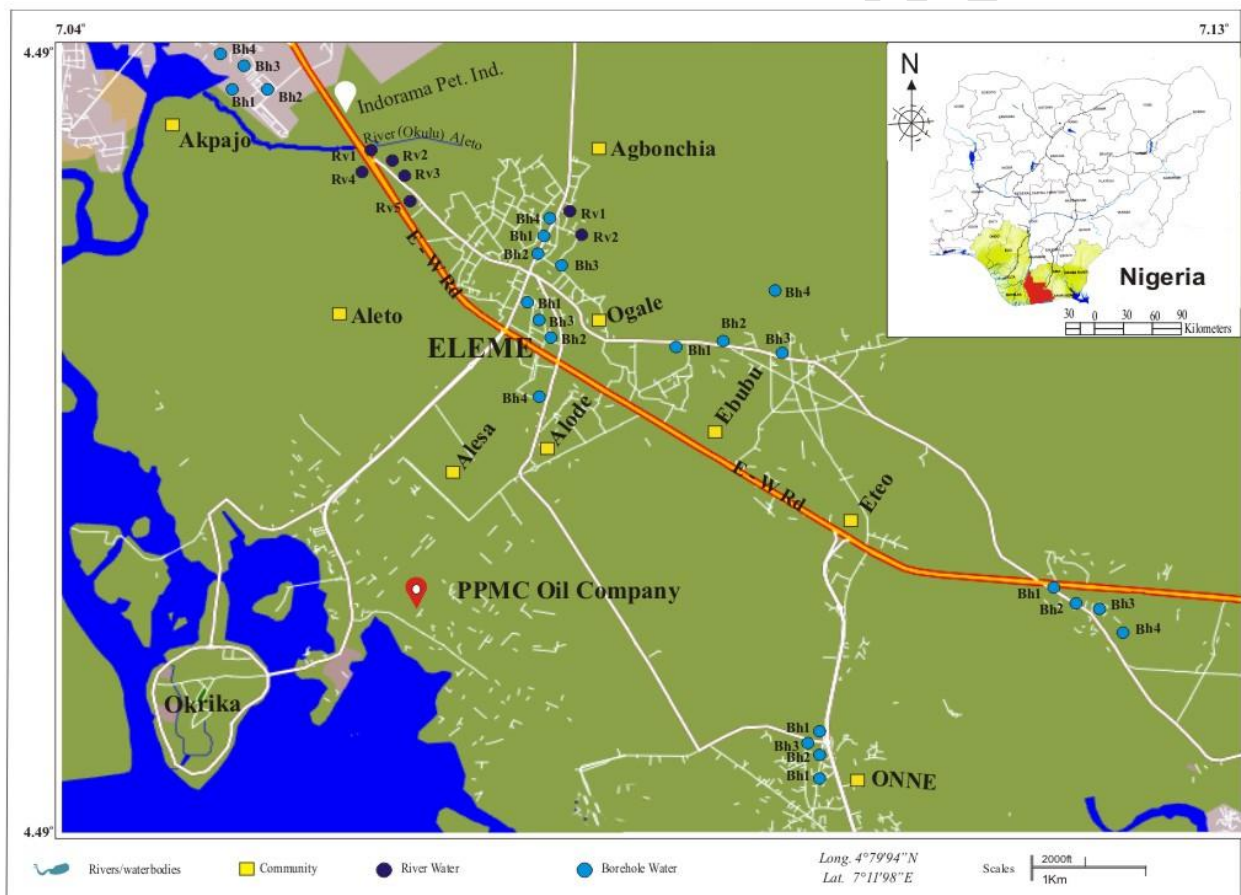 7.04°
7.13°
4.49°
Bh4
Bh3
Bh1
Bh2
Indorama Pet. Ind.
Akpajo
River (Okulu) Aleto
Rv1
Rv2
Rv4
Rv3
Rv5
Agbonchia
Bh4
Rv1
Bh1
Rv2
Bh2
Bh3
E - W Rd
N
Nigeria
30 0 30 60 90
Kilometers
Aleto
Bh1
Bh3
Bh2
Ogale
ELEME
Bh4
Bh4
Bh1
Bh2
Bh3
Ebubu
Alode
Alesa
E - W Rd
Eteo
PPMC Oil Company
Bh1
Bh2
Bh3
Bh4
Okrika
Bh1
Bh3
Bh2
Bh1
ONNE
4.49°
Rivers/waterbodies
Community
River Water
Borehole Water
Long. 4°79'94"N
Lat. 7°11'98"E
Scales
2000ft
1Km